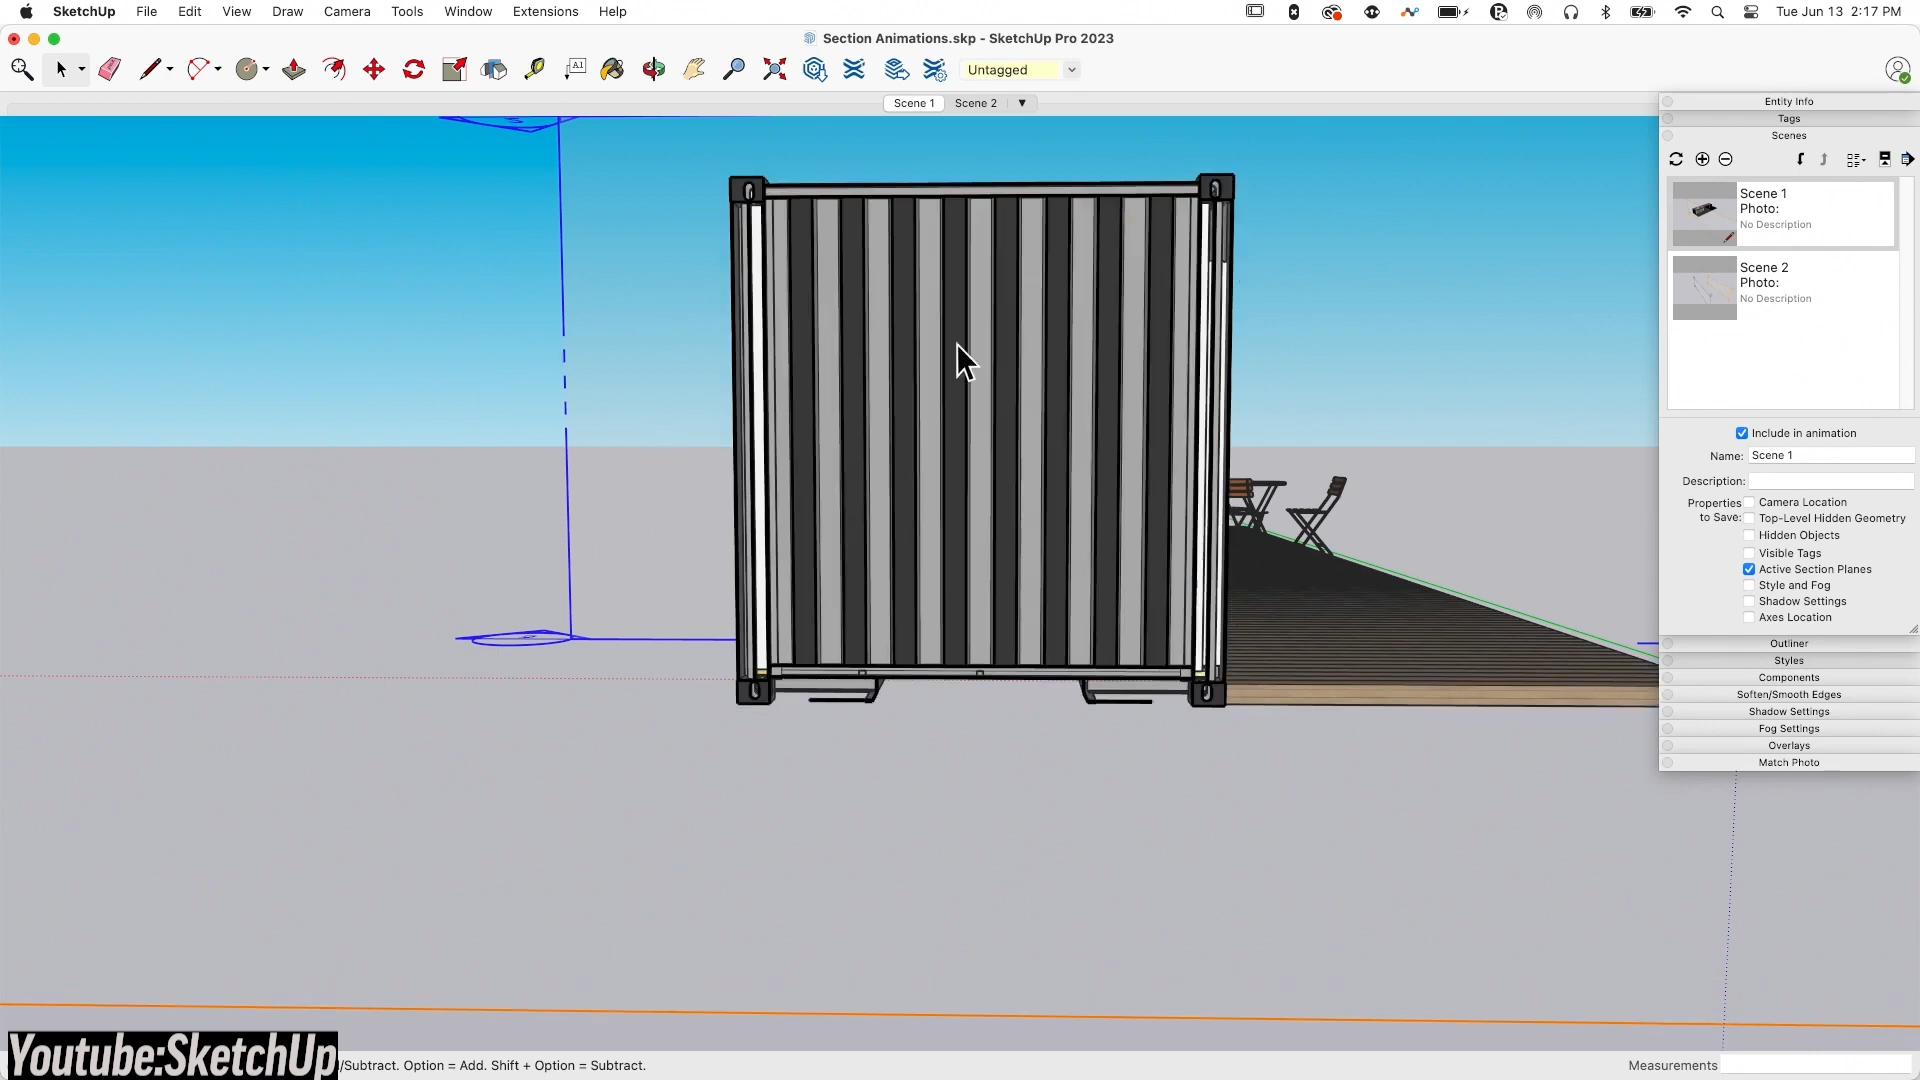 SketchUp File Edit View Draw Camera Tools Window Extensions Help Tue Jun 13 2:17 PM
Section Animations.skp - SketchUp Pro 2023
A1 Untagged
Scene 1 Scene 2
Entity Info
Tags
Scenes
Scene 1
Photo:
No Description
Scene 2
Photo:
No Description
Include in animation
Name: Scene 1
Description:
Properties to Save:
Camera Location
Top-Level Hidden Geometry
Hidden Objects
Visible Tags
Active Section Planes
Style and Fog
Shadow Settings
Axes Location
Outliner
Styles
Components
Soften/Smooth Edges
Shadow Settings
Fog Settings
Overlays
Match Photo
Youtube:SketchUp
/Subtract. Option = Add. Shift + Option = Subtract.
Measurements